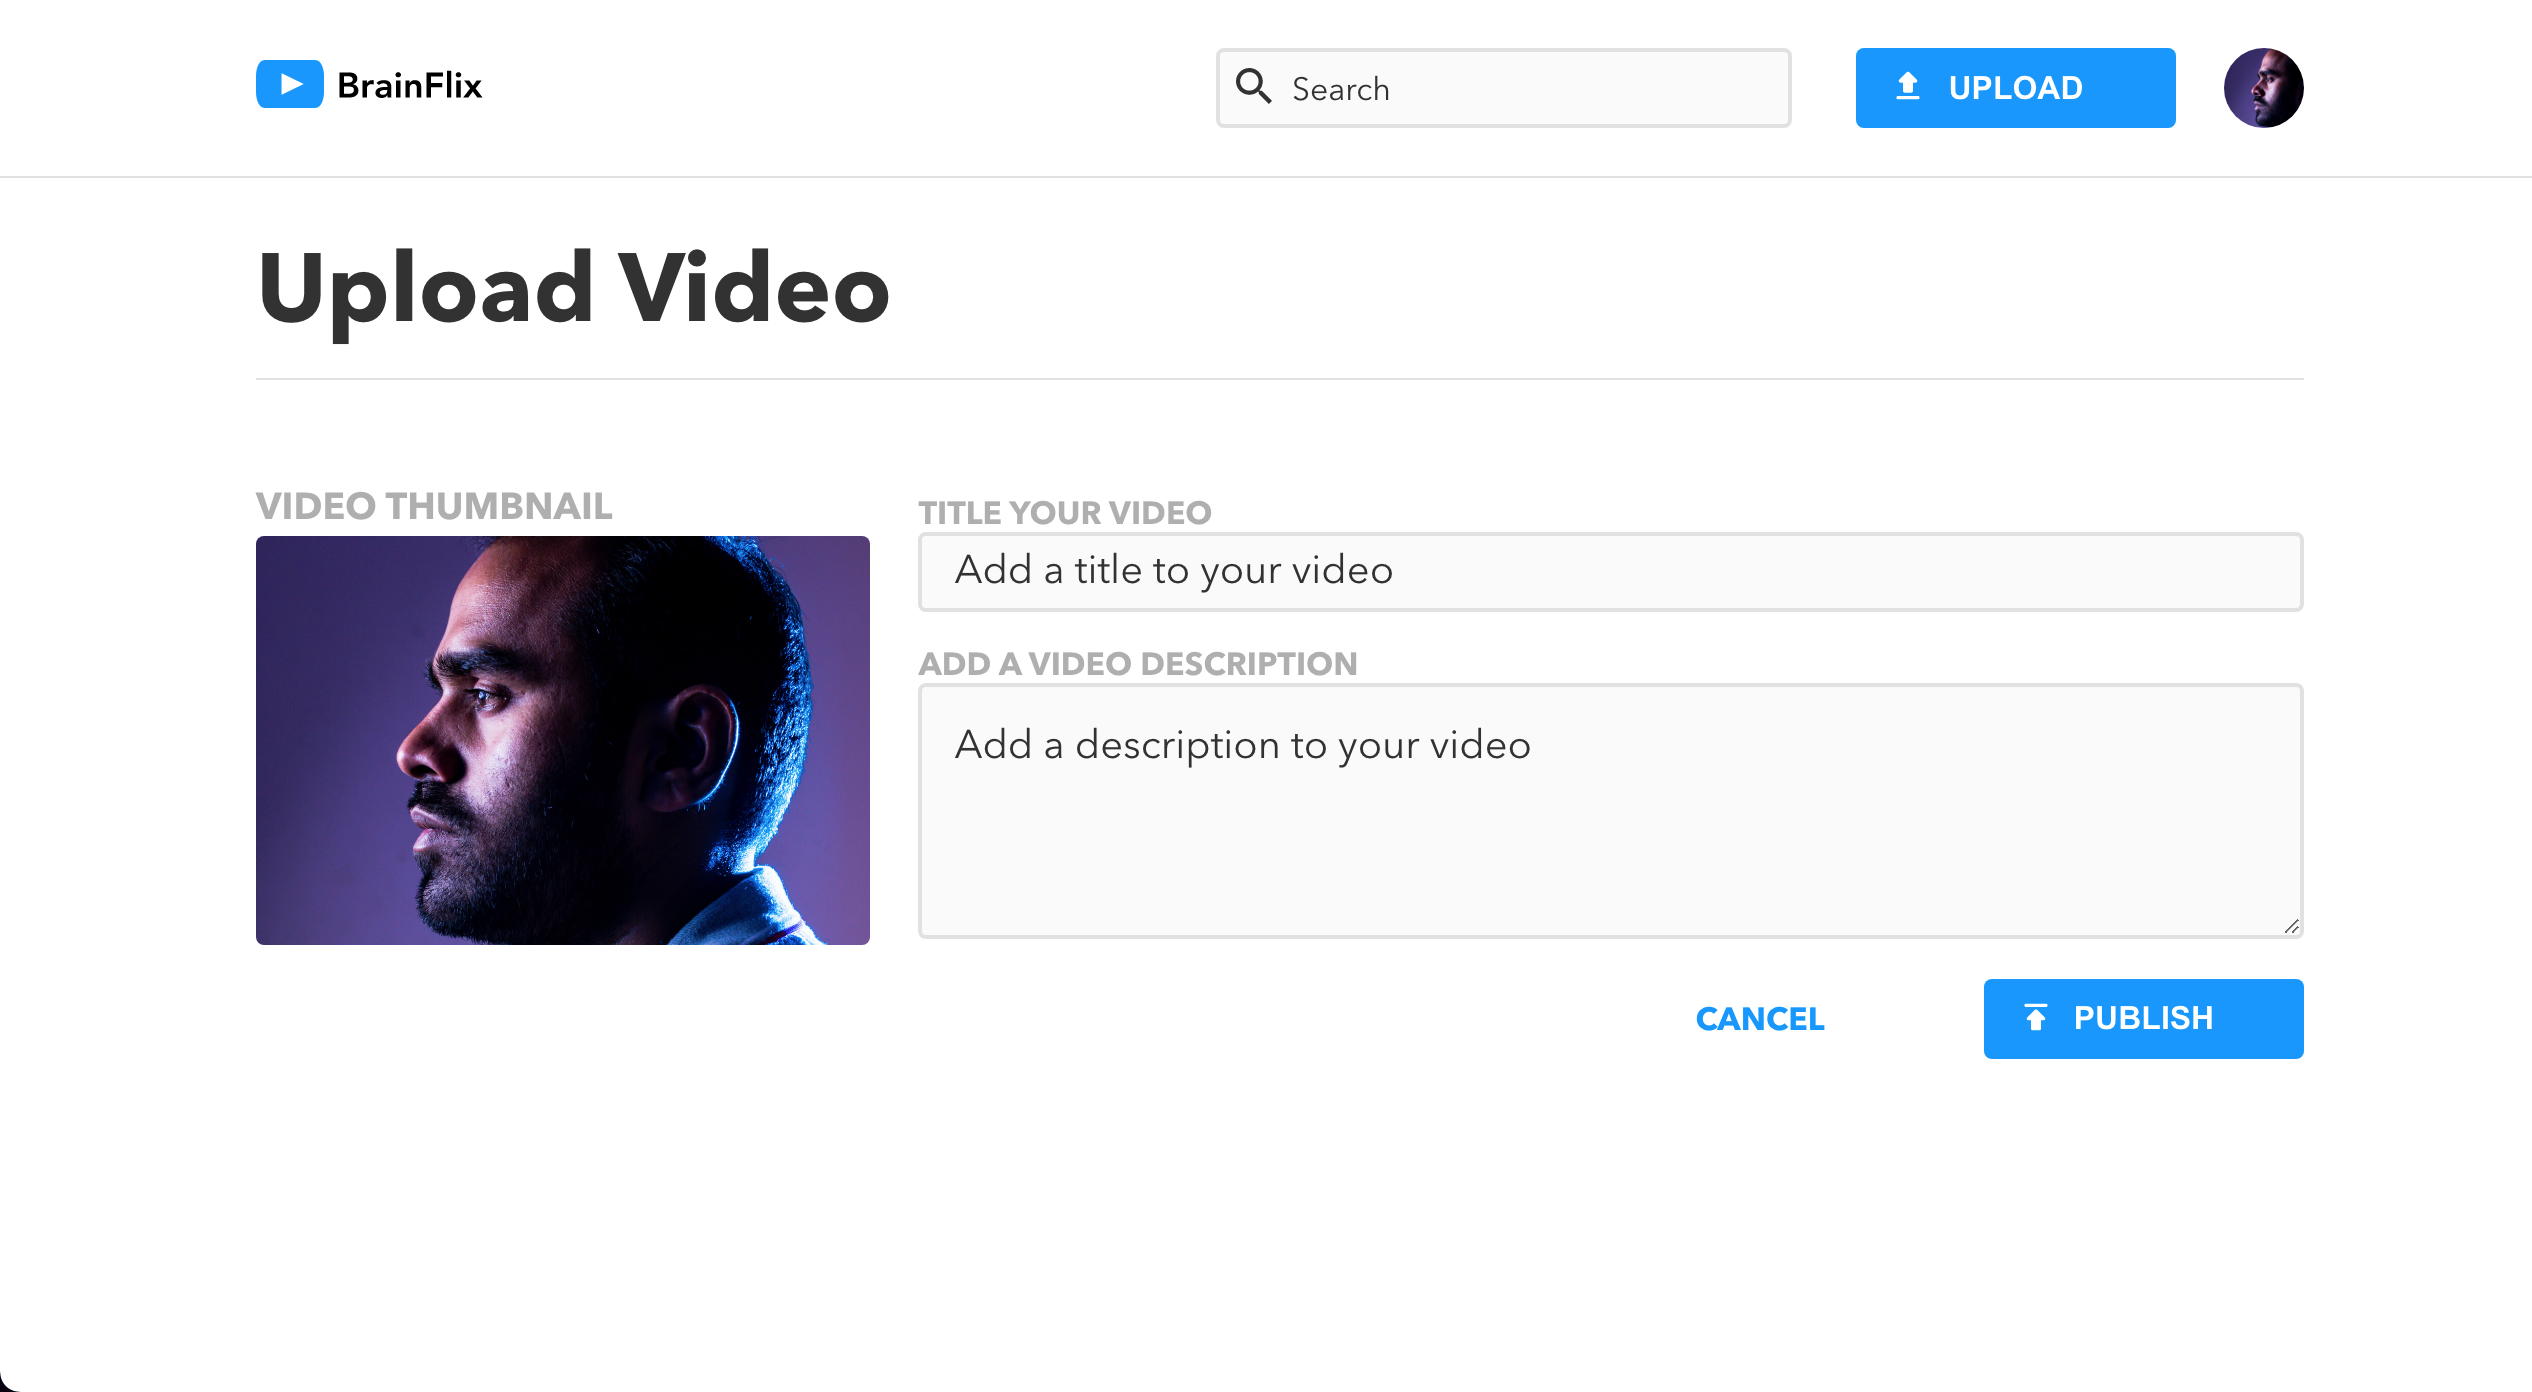 BrainFlix
Search
UPLOAD
Upload Video
VIDEO THUMBNAIL
TITLE YOUR VIDEO
Add a title to your video
ADD A VIDEO DESCRIPTION
Add a description to your video
CANCEL
PUBLISH